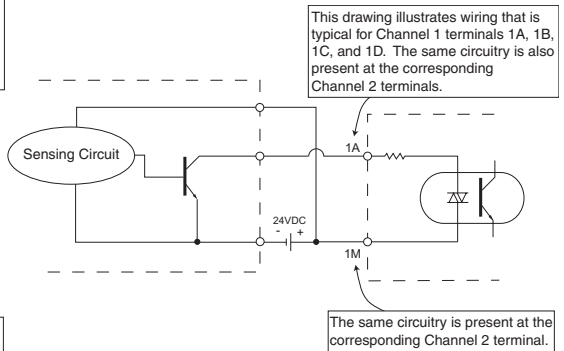 This drawing illustrates wiring that is
typical for Channel 1 terminals 1A, 1B,
1C, and 1D.  The same circuitry is also
present at the corresponding
Channel 2 terminals.
Sensing Circuit
1A
24VDC
- +
1M
The same circuitry is present at the
corresponding Channel 2 terminal.